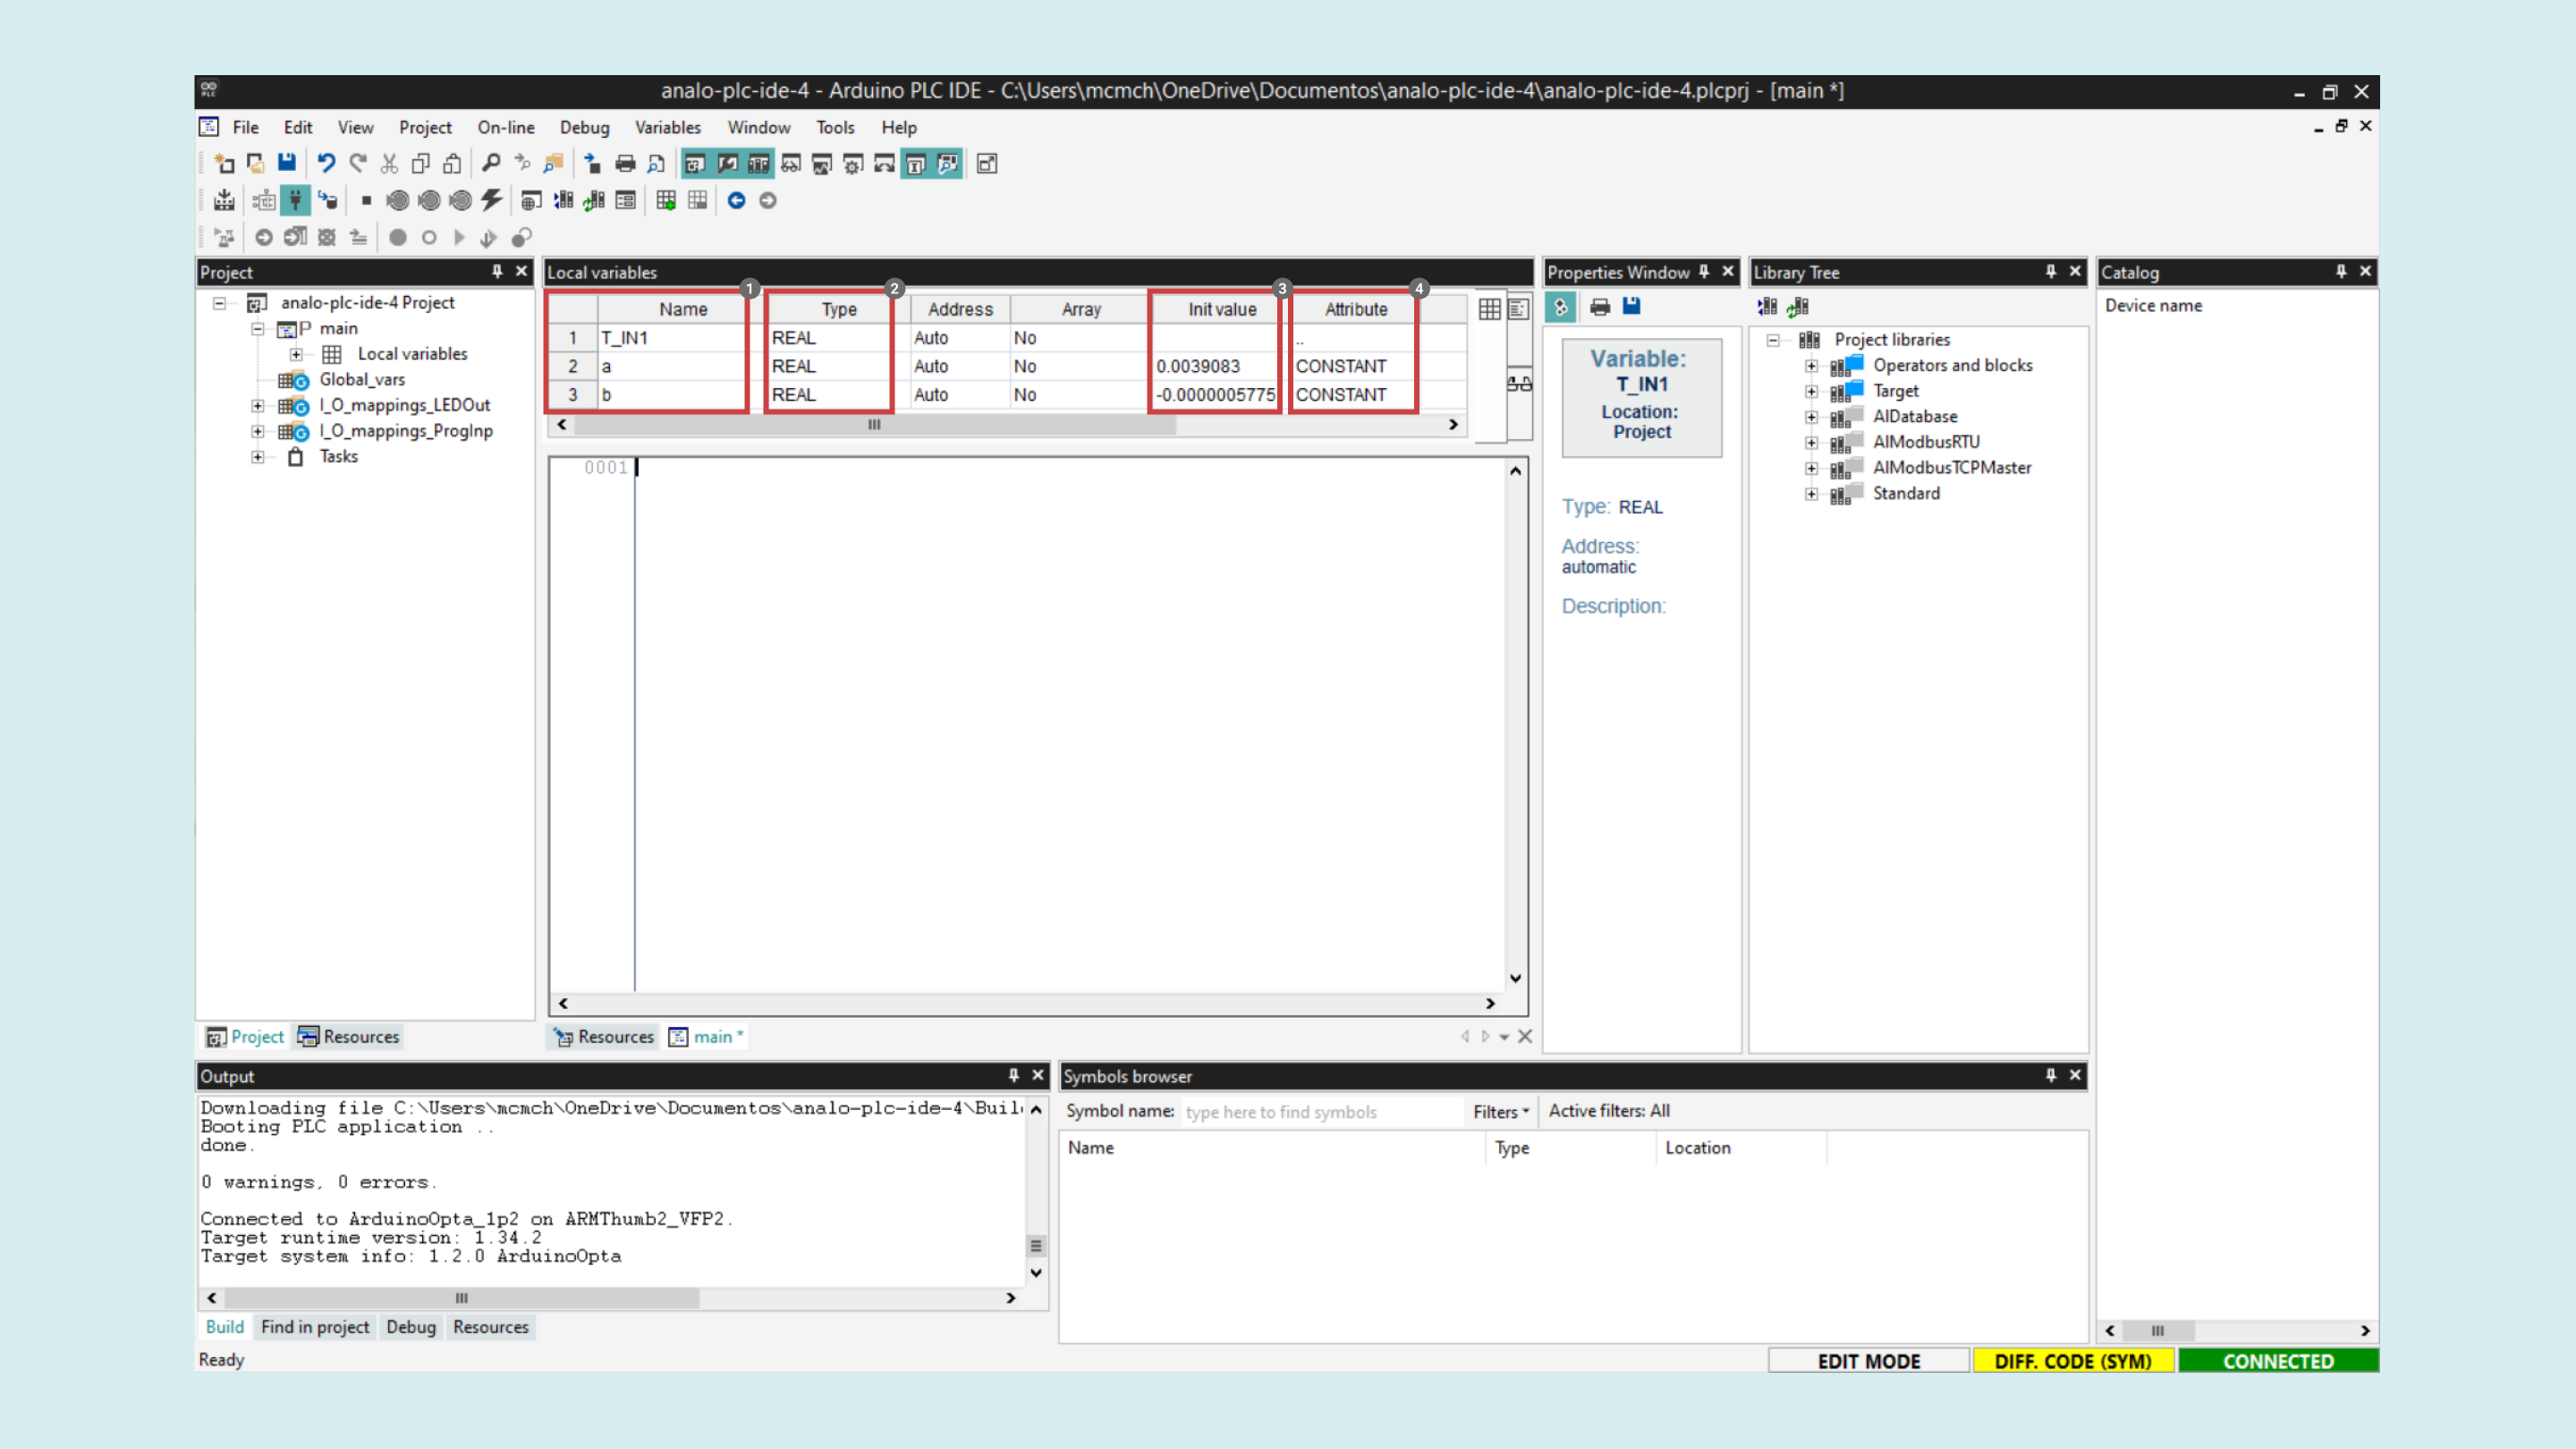 analo-plc-ide-4 - Arduino PLC IDE - C:\Users\mcmch\OneDrive\Documentos\analo-plc-ide-4\analo-plc-ide-4.plcprj - [main *]
File Edit View Project On-line Debug Variables Window Tools Help
Project
analo-plc-ide-4 Project
P main
Local variables
Global_vars
I_O_mappings_LEDOut
I_O_mappings_ProgInp
Tasks
Project Resources
Local variables
1 2 3 4
Name Type Address Array Init value Attribute
1 T_IN1 REAL Auto No ..
2 a REAL Auto No 0.0039083 CONSTANT
3 b REAL Auto No -0.0000005775 CONSTANT
0001
Resources main *
Properties Window
Variable:
T_IN1
Location:
Project
Type: REAL
Address:
automatic
Description:
Library Tree
Project libraries
Operators and blocks
Target
AIDatabase
AIModbusRTU
AIModbusTCPMaster
Standard
Catalog
Device name
Output
Downloading file C:\Users\mcmch\OneDrive\Documentos\analo-plc-ide-4\Buil
Booting PLC application ..
done.
0 warnings, 0 errors.
Connected to ArduinoOpta_1p2 on ARMThumb2_VFP2.
Target runtime version: 1.34.2
Target system info: 1.2.0 ArduinoOpta
Build Find in project Debug Resources
Symbols browser
Symbol name: type here to find symbols Filters Active filters: All
Name Type Location
Ready EDIT MODE DIFF. CODE (SYM) CONNECTED